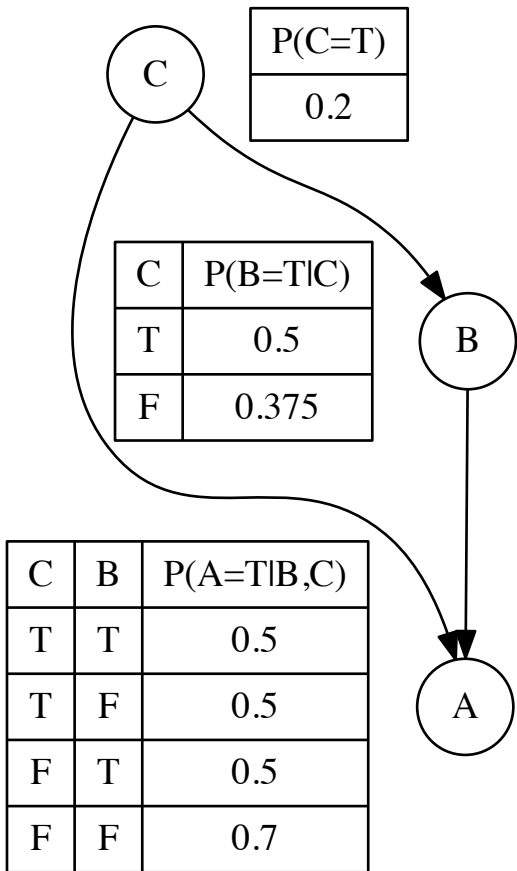 C
P(C=T)
0.2
C P(B=T|C)
T 0.5
F 0.375
B
C B P(A=T|B,C)
T T 0.5
T F 0.5
F T 0.5
F F 0.7
A